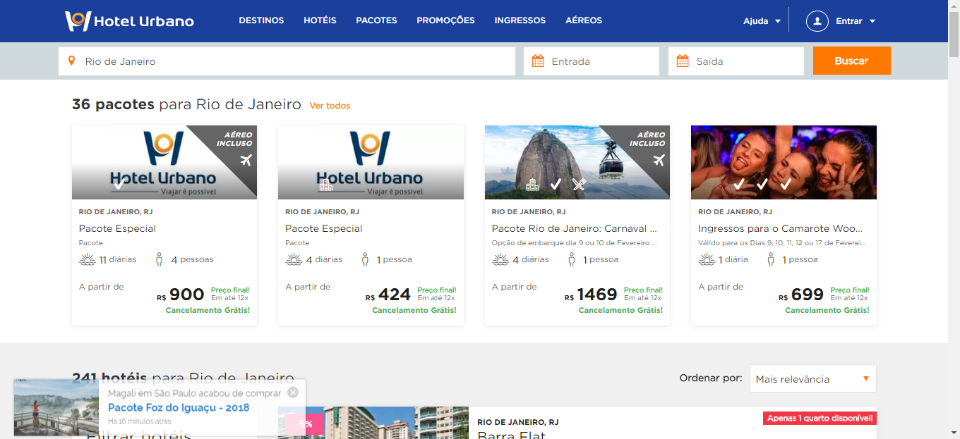 Hotel Urbano
DESTINOS HOTÉIS PACOTES PROMOÇÕES INGRESSOS AÉREOS
Ajuda Entrar
Rio de Janeiro Entrada Saída Buscar
36 pacotes para Rio de Janeiro Ver todos
AÉREO
INCLUSO
Hotel Urbano
Viajar é possível
RIO DE JANEIRO, RJ
Pacote Especial
Pacote
11 diárias 4 pessoas
A partir de
R$ 900 Preço final!
Em até 12x
Cancelamento Grátis!
Hotel Urbano
Viajar é possível
RIO DE JANEIRO, RJ
Pacote Especial
Pacote
4 diárias 1 pessoa
A partir de
R$ 424 Preço final!
Em até 12x
Cancelamento Grátis!
AÉREO
INCLUSO
RIO DE JANEIRO, RJ
Pacote Rio de Janeiro: Carnaval ...
Opção de embarque dia 9 ou 10 de Fevereiro ...
4 diárias 1 pessoa
A partir de
R$ 1469 Preço final!
Em até 12x
Cancelamento Grátis!
RIO DE JANEIRO, RJ
Ingressos para o Camarote Woo...
Válido para os Dias 9, 10, 11, 12 ou 17 de Fevereir...
1 diária 1 pessoa
A partir de
R$ 699 Preço final!
Em até 12x
Cancelamento Grátis!
241 hotéis para Rio de Janeiro
Ordenar por: Mais relevância
Magali em São Paulo acabou de comprar
Pacote Foz do Iguaçu - 2018
Há 16 minutos atrás
Filtrar hotéis
RIO DE JANEIRO, RJ
Apenas 1 quarto disponível!
Barra Flat